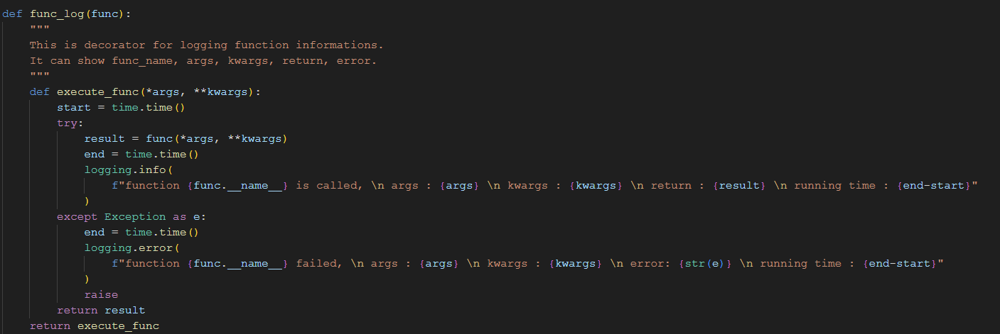 def func_log(func):
    """
    This is decorator for logging function informations.
    It can show func_name, args, kwargs, return, error.
    """
    def execute_func(*args, **kwargs):
        start = time.time()
        try:
            result = func(*args, **kwargs)
            end = time.time()
            logging.info(
                f"function {func.__name__} is called, \n args : {args} \n kwargs : {kwargs} \n return : {result} \n running time : {end-start}"
            )
        except Exception as e:
            end = time.time()
            logging.error(
                f"function {func.__name__} failed, \n args : {args} \n kwargs : {kwargs} \n error: {str(e)} \n running time : {end-start}"
            )
            raise
        return result
    return execute_func